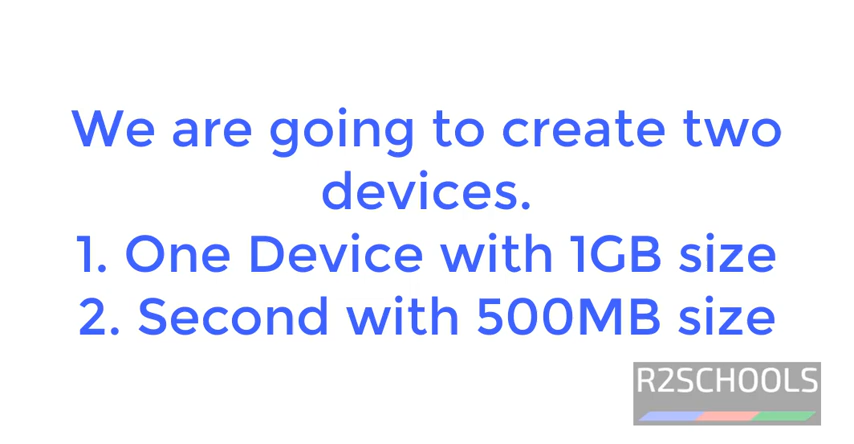 We are going to create two
devices.
1. One Device with 1GB size
2. Second with 500MB size
R2SCHOOLS